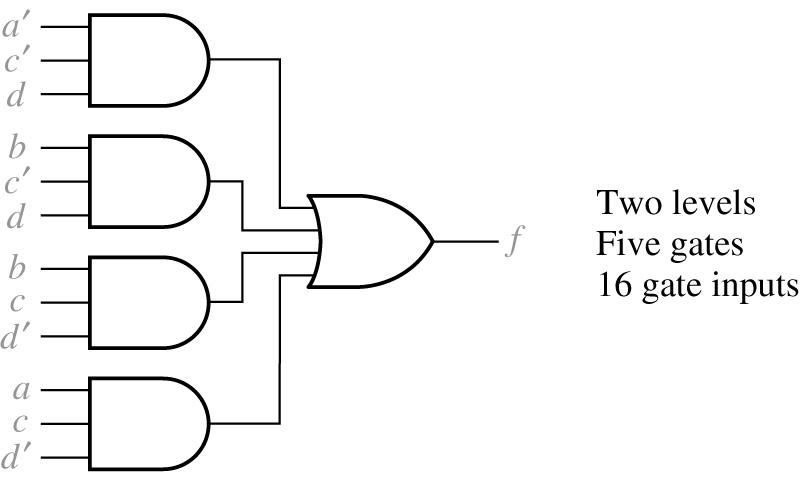 a′
c′
d
b
c′
d
b
c
d′
a
c
d′
f
Two levels
Five gates
16 gate inputs